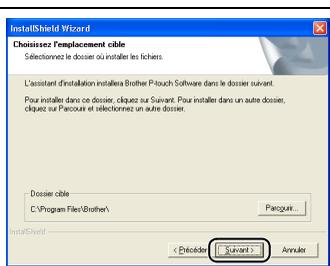 InstallShield Wizard
Choisissez l'emplacement cible
Sélectionnez le dossier où installer les fichiers.
L'assistant d'installation installera Brother P-touch Software dans le dossier suivant.
Pour installer dans ce dossier, cliquez sur Suivant. Pour installer dans un autre dossier,
cliquez sur Parcourir et sélectionnez un autre dossier.
Dossier cible
C:\Program Files\Brother\
Parcourir...
InstallShield
< Précédent
Suivant >
Annuler